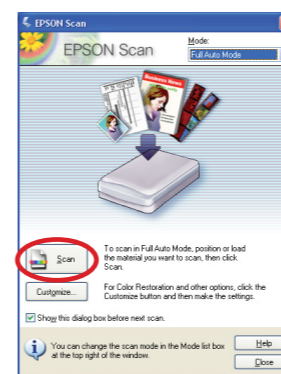 EPSON Scan
EPSON Scan
Mode:
Full Auto Mode
Business News
Scan
To scan in Full Auto Mode, position or load
the material you want to scan, then click
Scan.
Customize...
For Color Restoration and other options, click the
Customize button and then make the settings.
Show this dialog box before next scan.
You can change the scan mode in the Mode list box
at the top right of the window.
Help
Close